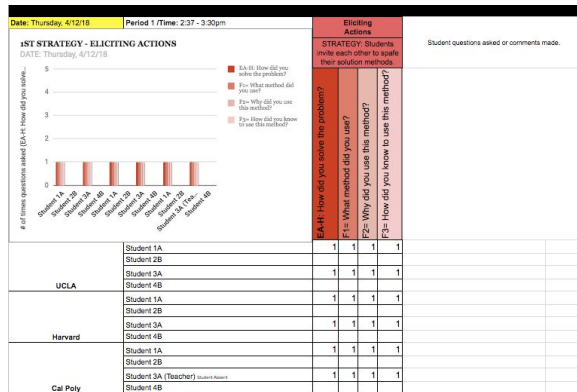 Date: Thursday, 4/12/18
Period 1 /Time: 2:37 - 3:30pm
Eliciting
Actions
1ST STRATEGY - ELICITING ACTIONS
DATE: Thursday, 4/12/18
STRATEGY: Students
invite each other to spafe
their solution methods.
Student questions asked or comments made.
# of times questions asked (EA-H: How did you solve...
5
4
3
2
1
0
Student 1A
Student 2B
Student 3A
Student 4B
Student 1A
Student 2B
Student 3A
Student 4B
Student 1A
Student 2B
Student 3A (Tea...
Student 4B
EA-H: How did you
solve the problem?
F1= What method did
you use?
F2= Why did you use
this method?
F3= How did you know
to use this method?
EA-H: How did you solve the problem?
F1= What method did you use?
F2= Why did you use this method?
F3= How did you know to use this method?
Student 1A 1 1 1 1
Student 2B
Student 3A 1 1 1 1
UCLA Student 4B
Student 1A 1 1 1 1
Student 2B
Student 3A 1 1 1 1
Harvard Student 4B
Student 1A 1 1 1 1
Student 2B
Student 3A (Teacher) Student Absent 1 1 1 1
Cal Poly Student 4B